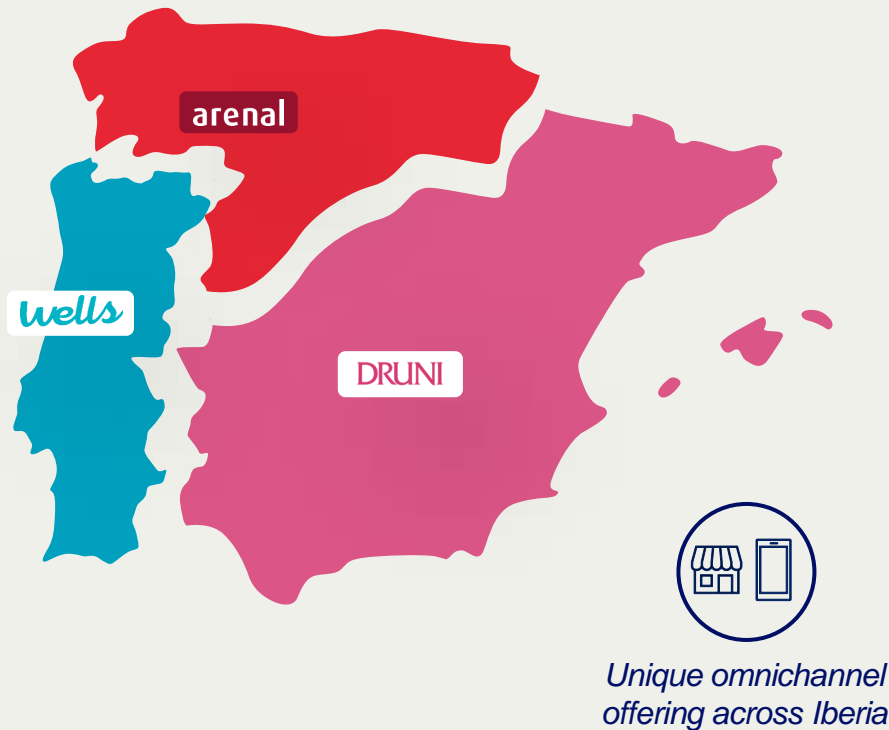 arenal
wells
DRUNI
Unique omnichannel
offering across Iberia